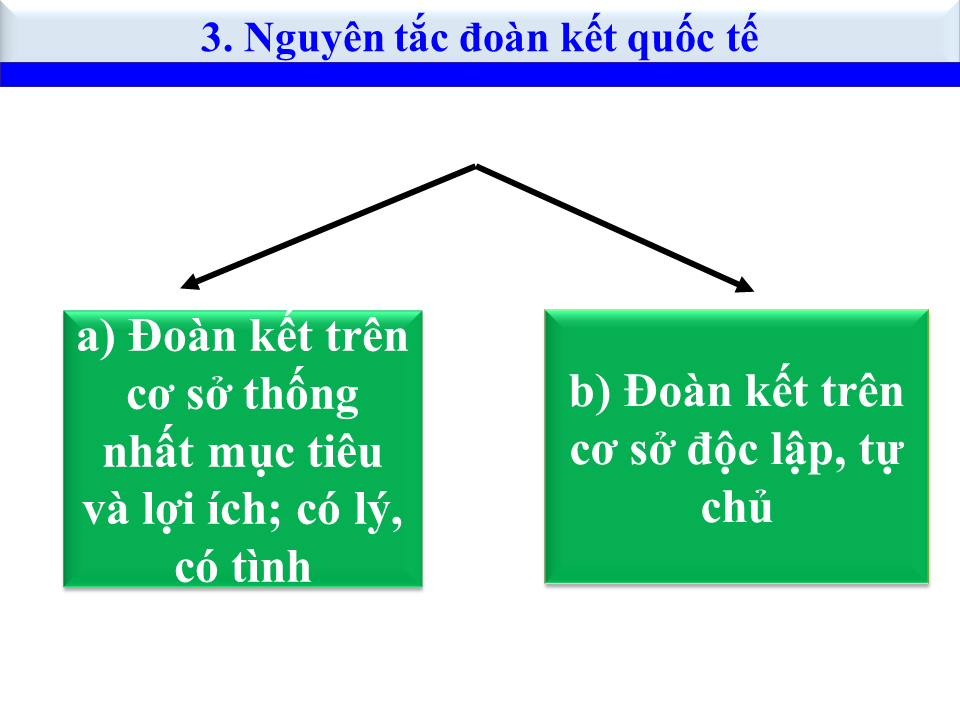 3. Nguyên tắc đoàn kết quốc tế
a) Đoàn kết trên
cơ sở thống
nhất mục tiêu
và lợi ích; có lý,
có tình
b) Đoàn kết trên
cơ sở độc lập, tự
chủ